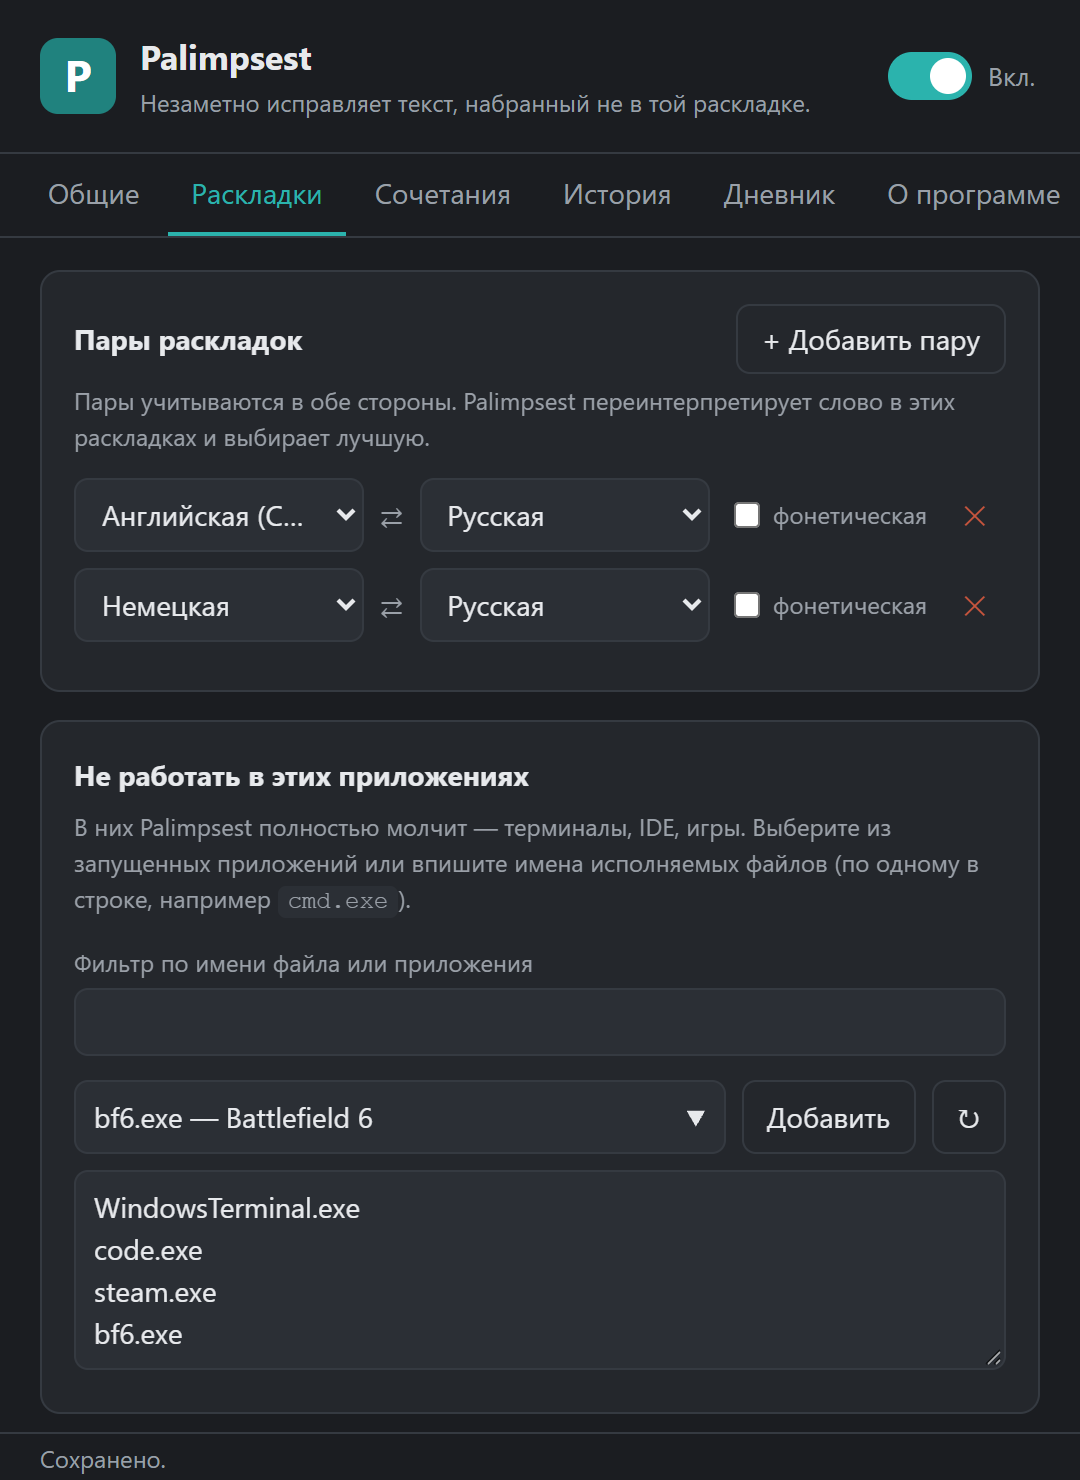 P
Palimpsest
Незаметно исправляет текст, набранный не в той раскладке.
Вкл.
Общие Раскладки Сочетания История Дневник О программе
Пары раскладок
+ Добавить пару
Пары учитываются в обе стороны. Palimpsest переинтерпретирует слово в этих
раскладках и выбирает лучшую.
Английская (С... ⇄ Русская фонетическая ✕
Немецкая ⇄ Русская фонетическая ✕
Не работать в этих приложениях
В них Palimpsest полностью молчит — терминалы, IDE, игры. Выберите из
запущенных приложений или впишите имена исполняемых файлов (по одному в
строке, например cmd.exe).
Фильтр по имени файла или приложения
bf6.exe — Battlefield 6 ▼ Добавить ↻
WindowsTerminal.exe
code.exe
steam.exe
bf6.exe
Сохранено.